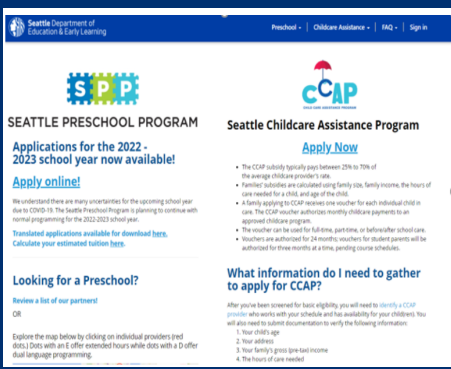 Seattle Department of
Education & Early Learning
Preschool
Childcare Assistance
FAQ
Sign in
SPP
SEATTLE PRESCHOOL PROGRAM
Applications for the 2022 -
2023 school year now available!
Apply online!
We understand there are many uncertainties for the upcoming school year
due to COVID-19. The Seattle Preschool Program is planning to continue with
normal programming for the 2022-2023 school year.
Translated applications available for download here.
Calculate your estimated tuition here.
Looking for a Preschool?
Review a list of our partners!
OR
Explore the map below by clicking on individual providers (red
dots.) Dots with an E offer extended hours while dots with a D offer
dual language programming.
CCAP
CHILD CARE ASSISTANCE PROGRAM
Seattle Childcare Assistance Program
Apply Now
• The CCAP subsidy typically pays between 25% to 70% of
the average childcare provider's rate.
• Families' subsidies are calculated using family size, family income, the hours of
care needed for a child, and age of the child.
• A family applying to CCAP receives one voucher for each individual child in
care. The CCAP voucher authorizes monthly childcare payments to an
approved childcare program.
• The voucher can be used for full-time, part-time, or before/after school care.
• Vouchers are authorized for 24 months; vouchers for student parents will be
authorized for three months at a time, pending course schedules.
What information do I need to gather
to apply for CCAP?
After you've been screened for basic eligibility, you will need to identify a CCAP
provider who works with your schedule and has availability for your child(ren). You
will also need to submit documentation to verify the following information:
1. Your child's age
2. Your address
3. Your family's gross (pre-tax) income
4. The hours of care needed